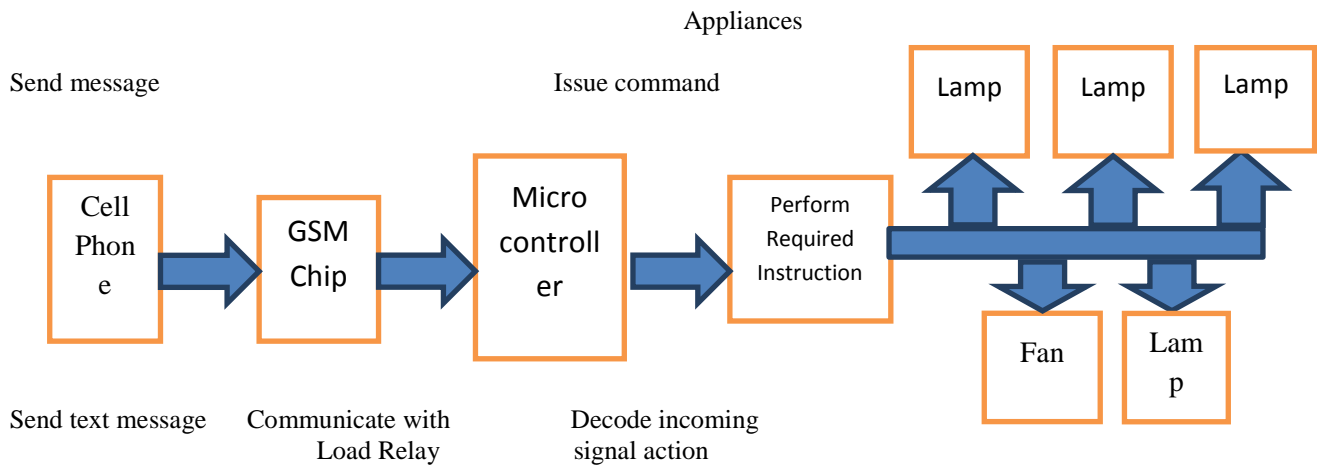 Appliances
Send message
Issue command
Lamp
Lamp
Lamp
Cell
Phon
e
GSM
Chip
Micro
controll
er
Perform
Required
Instruction
Fan
Lam
p
Send text message
Communicate with
Load Relay
Decode incoming
signal action